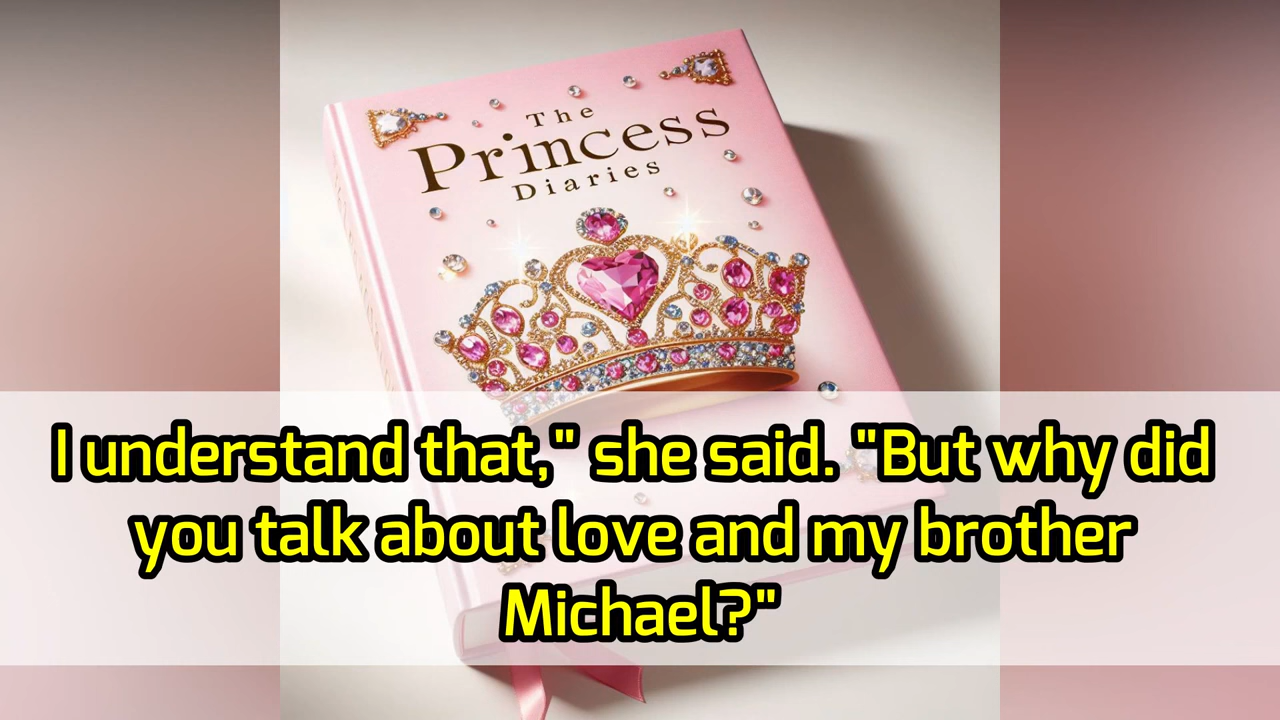 The
Princess
Diaries
I understand that," she said. "But why did
you talk about love and my brother
Michael?"